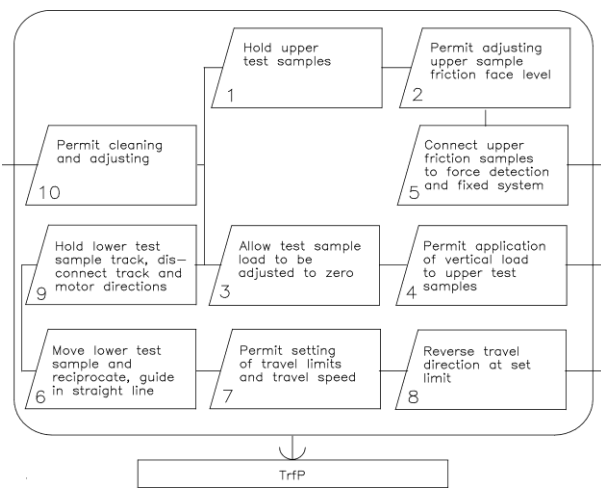 Hold upper
test samples
1
Permit adjusting
upper sample
friction face level
2
Permit cleaning
and adjusting
10
Connect upper
friction samples
to force detection
and fixed system
5
Hold lower test
sample track, dis-
connect track and
motor directions
9
Allow test sample
load to be
adjusted to zero
3
Permit application
of vertical load
to upper test
samples
4
Move lower test
sample and
reciprocate, guide
in straight line
6
Permit setting
of travel limits
and travel speed
7
Reverse travel
direction at set
limit
8
TrfP